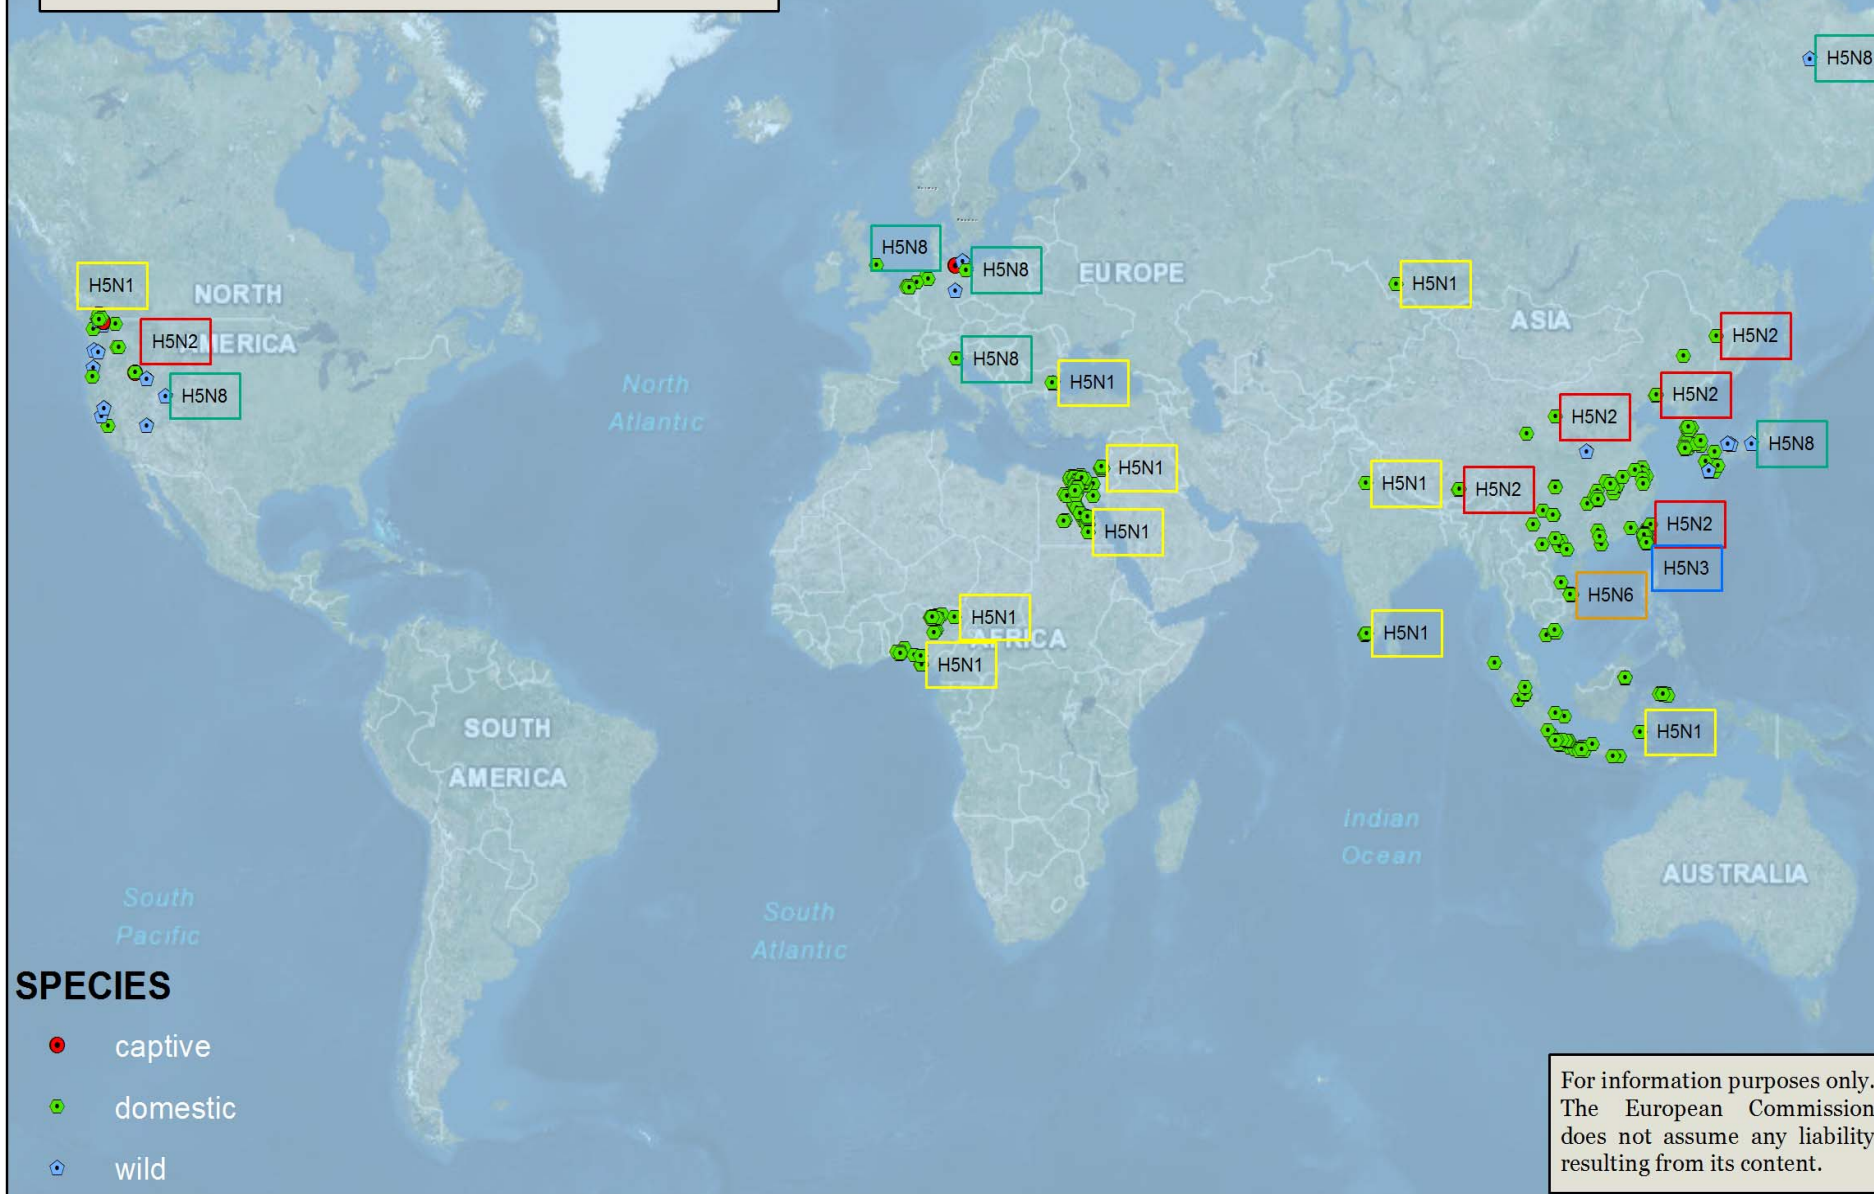 H5N8
H5N8
H5N8
EUROPE
H5N1
H5N1
NORTH
AMERICA
ASIA
H5N2
H5N2
H5N8
H5N1
North
Atlantic
H5N8
H5N2
H5N2
H5N8
H5N1
H5N1
H5N2
H5N1
H5N2
H5N3
H5N6
H5N1
AFRICA
H5N1
H5N1
SOUTH
AMERICA
H5N1
Indian
Ocean
AUSTRALIA
South
Pacific
South
Atlantic
SPECIES
captive
domestic
wild
For information purposes only.
The European Commission
does not assume any liability
resulting from its content.